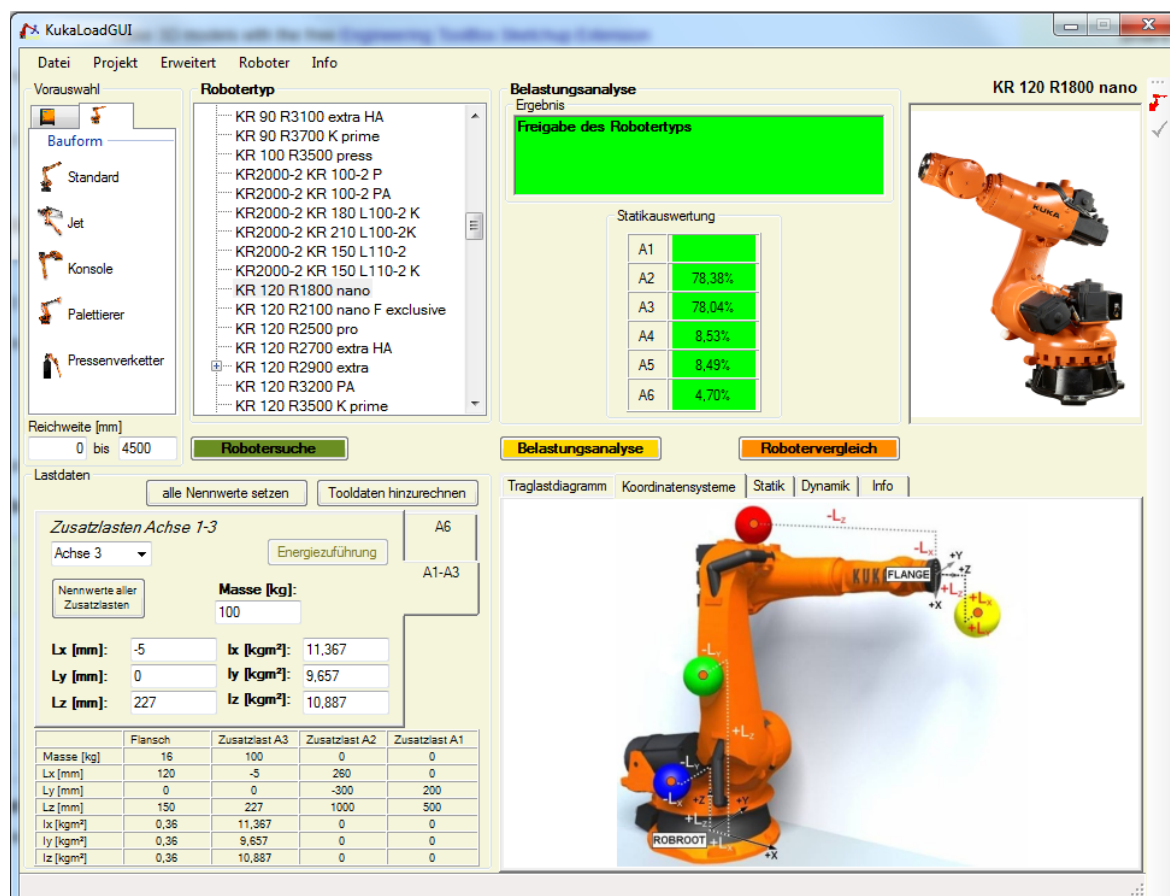 KukaLoadGUI
Engineering ToolBox Sketchup Extension
Datei Projekt Erweitert Roboter Info
Vorauswahl
Bauform
Standard
Jet
Konsole
Palettierer
Pressenverketter
Reichweite [mm]
0 bis 4500
Robotertyp
KR 90 R3100 extra HA
KR 90 R3700 K prime
KR 100 R3500 press
KR2000-2 KR 100-2 P
KR2000-2 KR 100-2 PA
KR2000-2 KR 180 L100-2 K
KR2000-2 KR 210 L100-2K
KR2000-2 KR 150 L110-2
KR2000-2 KR 150 L110-2 K
KR 120 R1800 nano
KR 120 R2100 nano F exclusive
KR 120 R2500 pro
KR 120 R2700 extra HA
KR 120 R2900 extra
KR 120 R3200 PA
KR 120 R3500 K prime
Robotersuche
Belastungsanalyse
Ergebnis
Freigabe des Robotertyps
Statikauswertung
A1
A2 78,38%
A3 78,04%
A4 8,53%
A5 8,49%
A6 4,70%
Belastungsanalyse
Robotervergleich
KR 120 R1800 nano
KUKA
Lastdaten
alle Nennwerte setzen
Tooldaten hinzurechnen
Zusatzlasten Achse 1-3
A6
Achse 3
Energiezuführung
A1-A3
Nennwerte aller
Zusatzlasten
Masse [kg]:
100
Lx [mm]: -5 Ix [kgm²]: 11,367
Ly [mm]: 0 Iy [kgm²]: 9,657
Lz [mm]: 227 Iz [kgm²]: 10,887
Flansch Zusatzlast A3 Zusatzlast A2 Zusatzlast A1
Masse [kg] 16 100 0 0
Lx [mm] 120 -5 260 0
Ly [mm] 0 0 -300 200
Lz [mm] 150 227 1000 500
Ix [kgm²] 0,36 11,367 0 0
Iy [kgm²] 0,36 9,657 0 0
Iz [kgm²] 0,36 10,887 0 0
Traglastdiagramm Koordinatensysteme Statik Dynamik Info
-LZ
-LX
+Y
KUK FLANGE +Z
+LZ
+X
+LX
+LY
-LY
+LZ
-LY
-LX
+Z +Y
+LZ
ROBROOT +LX
+X